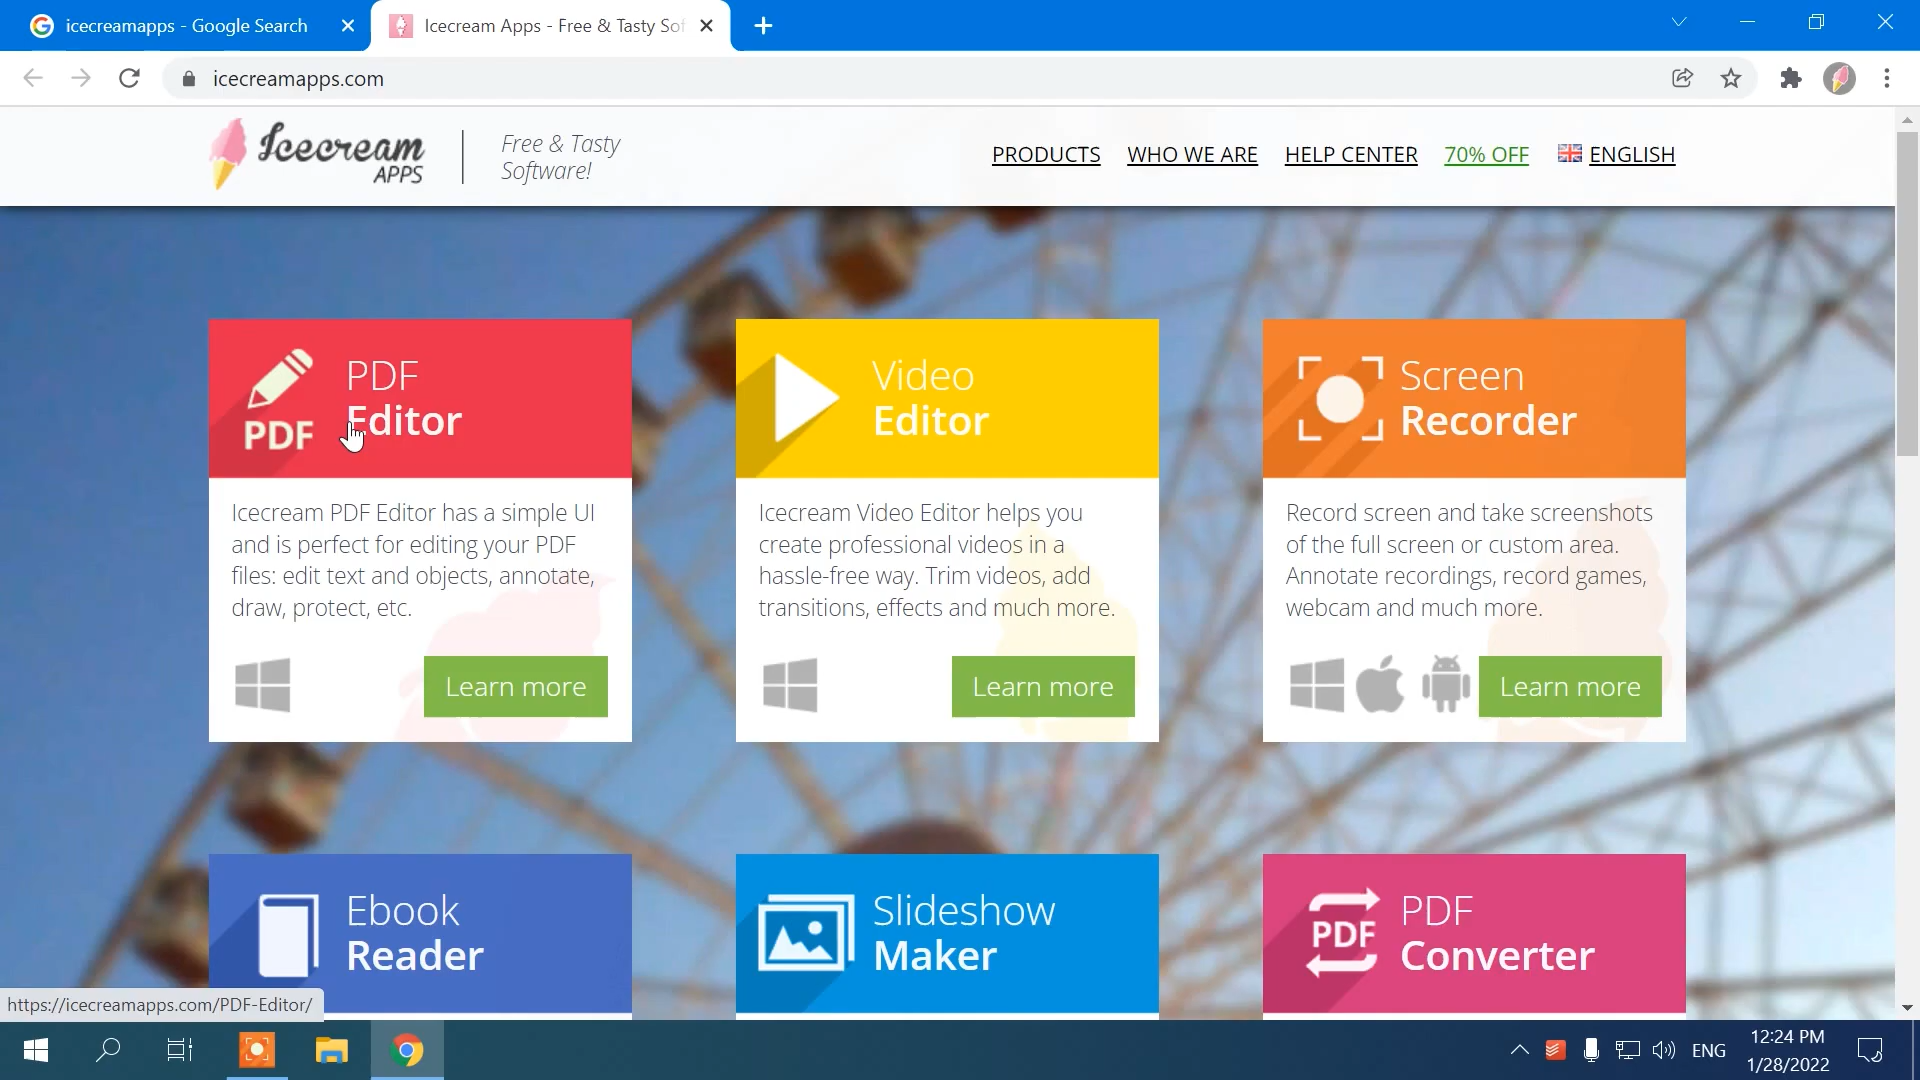 icecreamapps - Google Search
Icecream Apps - Free & Tasty Sof
icecreamapps.com
Icecream
APPS
Free & Tasty
Software!
PRODUCTS
WHO WE ARE
HELP CENTER
70% OFF
ENGLISH
PDF
PDF
Editor
Icecream PDF Editor has a simple UI
and is perfect for editing your PDF
files: edit text and objects, annotate,
draw, protect, etc.
Learn more
Video
Editor
Icecream Video Editor helps you
create professional videos in a
hassle-free way. Trim videos, add
transitions, effects and much more.
Learn more
Screen
Recorder
Record screen and take screenshots
of the full screen or custom area.
Annotate recordings, record games,
webcam and much more.
Learn more
Ebook
Reader
Slideshow
Maker
PDF
PDF
Converter
https://icecreamapps.com/PDF-Editor/
ENG
12:24 PM
1/28/2022